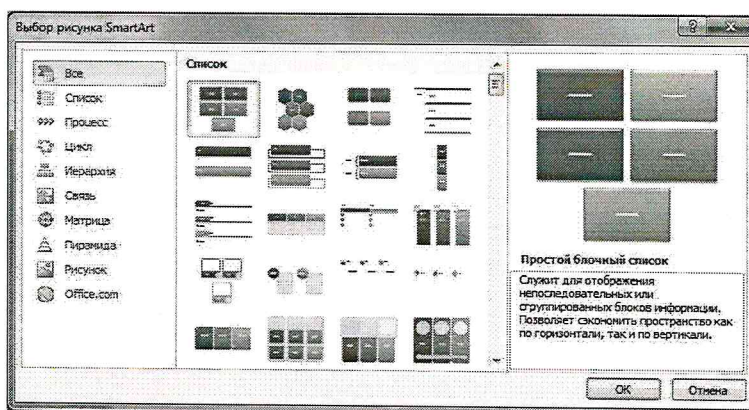 Выбор рисунка SmartArt
Все
Список
Процесс
Цикл
Иерархия
Связь
Матрица
Пирамида
Рисунок
Office.com
Список
Простой блочный список
Служит для отображения
непоследовательных или
сгруппированных блоков информации.
Позволяет сэкономить пространство как
по горизонтали, так и по вертикали.
ОК
Отмена